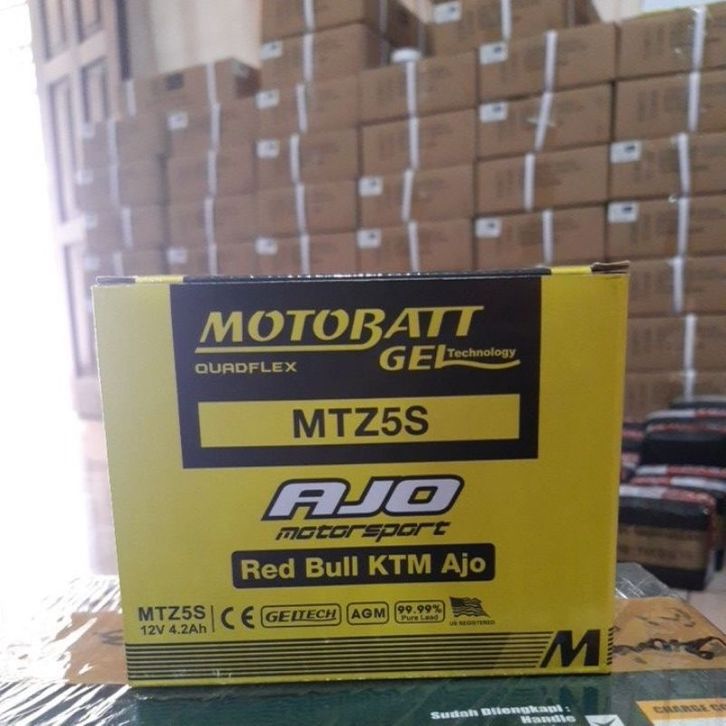 MOTOBATT
QUADFLEX
GEL Technology
MTZ5S
AJO
motorsport
Red Bull KTM Ajo
MTZ5S
12V 4.2Ah
CE
GELTECH
AGM
99.99%
Pure Lead
US REGISTERED
M
Sudah Dilengkapi :